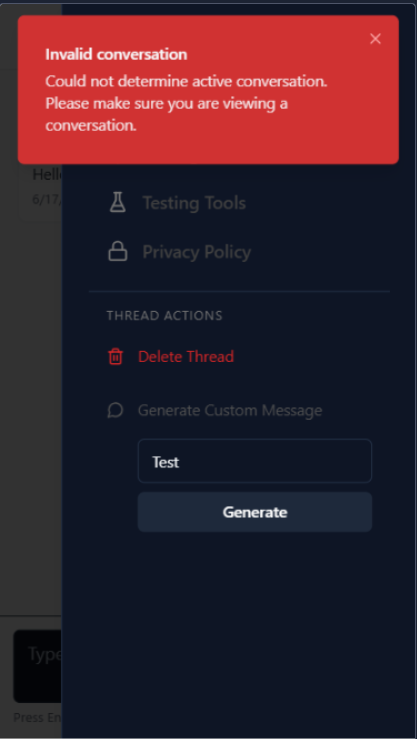 Invalid conversation
Could not determine active conversation.
Please make sure you are viewing a
conversation.
Hello
6/17,
Testing Tools
Privacy Policy
THREAD ACTIONS
Delete Thread
Generate Custom Message
Test
Generate
Type
Press En